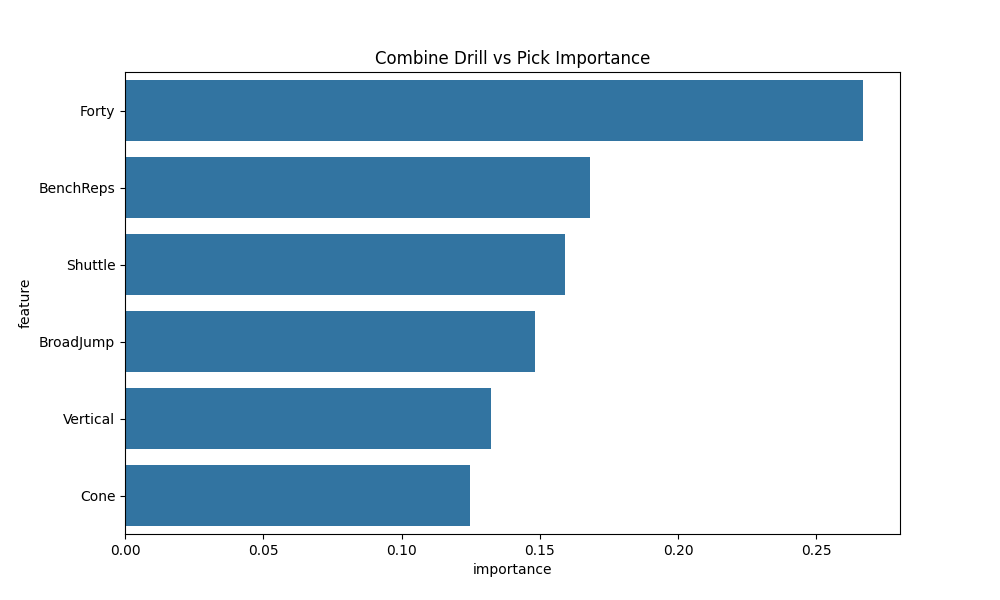 Combine Drill vs Pick Importance
feature
Forty
BenchReps
Shuttle
BroadJump
Vertical
Cone
0.00 0.05 0.10 0.15 0.20 0.25
importance